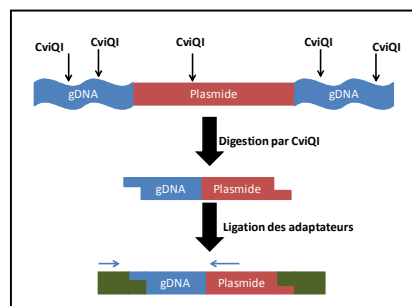 CviQI CviQI CviQI CviQI CviQI
gDNA Plasmide gDNA
Digestion par CviQI
gDNA Plasmide
Ligation des adaptateurs
gDNA Plasmide